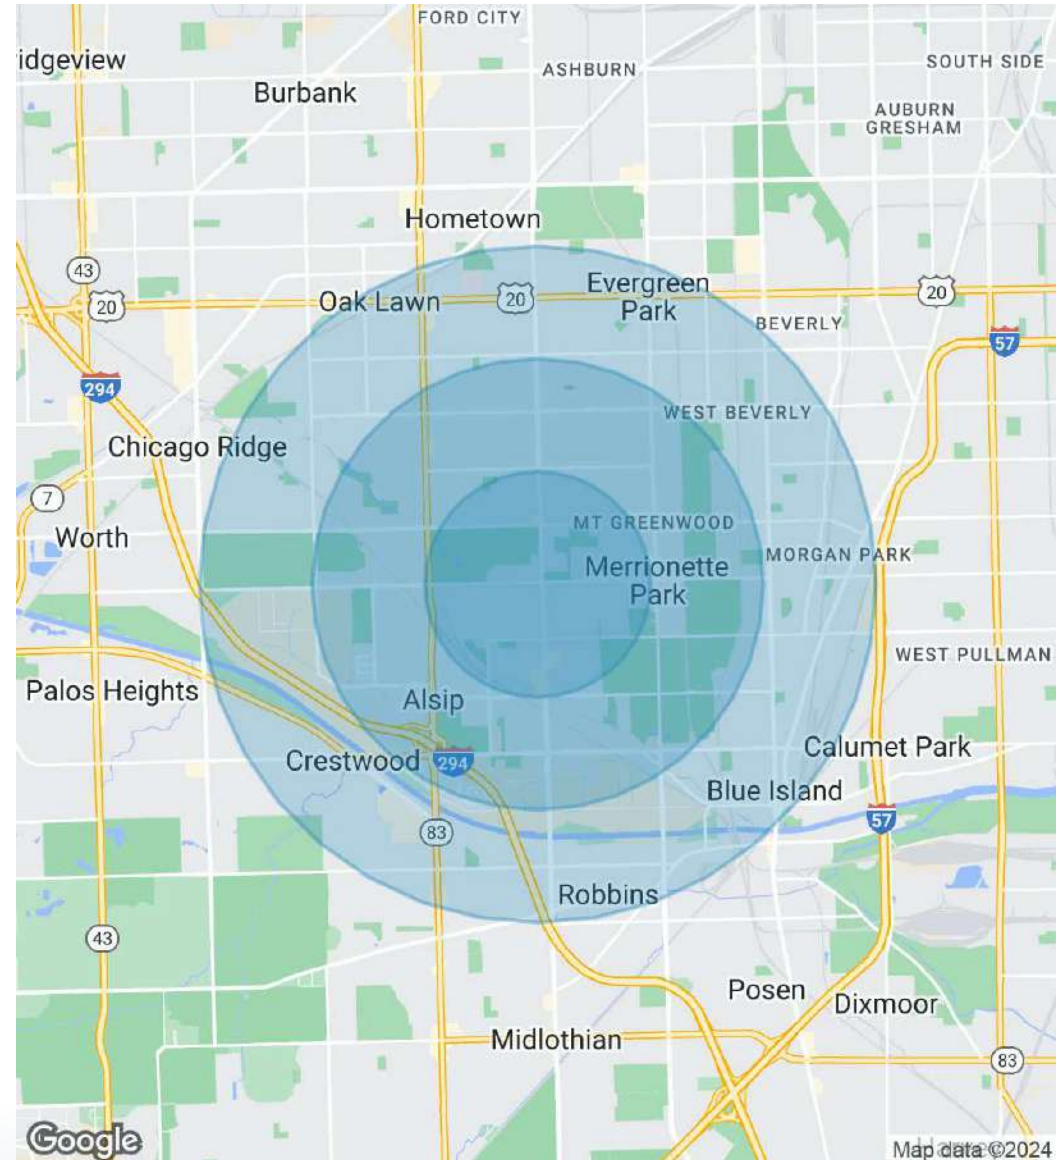 FORD CITY
idgeview
ASHBURN
SOUTH SIDE
Burbank
AUBURN
GRESHAM
Hometown
43
20
Oak Lawn
20
Evergreen
Park
20
BEVERLY
57
294
WEST BEVERLY
Chicago Ridge
7
MT GREENWOOD
Worth
MORGAN PARK
Merrionette
Park
WEST PULLMAN
Palos Heights
Alsip
Crestwood
294
Calumet Park
Blue Island
57
83
Robbins
43
Posen
Dixmoor
Midlothian
83
Google
Map data ©2024